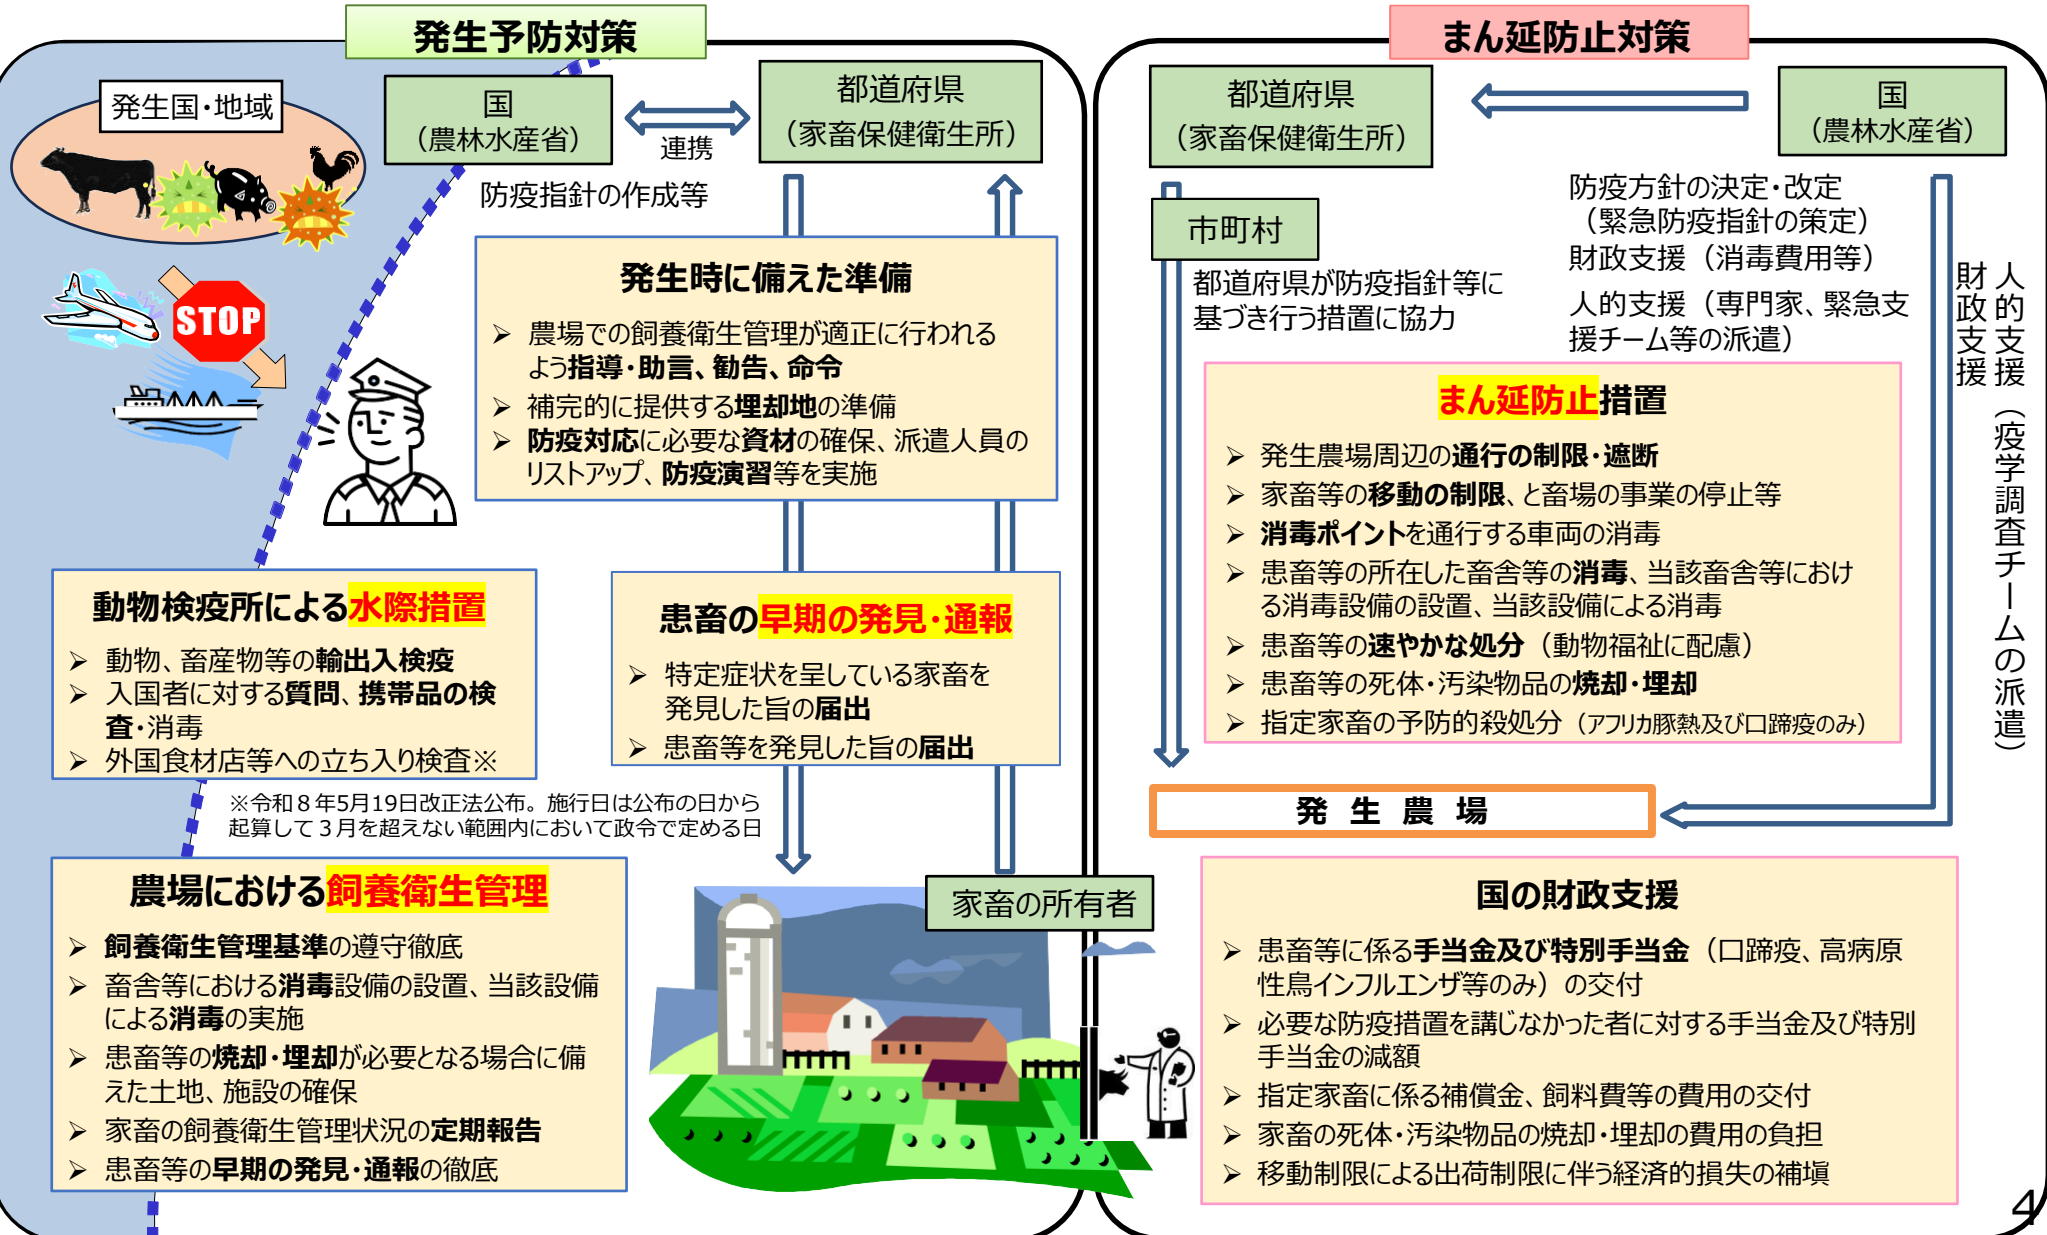 発生予防対策
発生国・地域
国
（農林水産省）
連携
都道府県
（家畜保健衛生所）
防疫指針の作成等
STOP
発生時に備えた準備
➢ 農場での飼養衛生管理が適正に行われる
よう指導・助言、勧告、命令
➢ 補完的に提供する埋却地の準備
➢ 防疫対応に必要な資材の確保、派遣人員の
リストアップ、防疫演習等を実施
動物検疫所による水際措置
➢ 動物、畜産物等の輸出入検疫
➢ 入国者に対する質問、携帯品の検
査・消毒
➢ 外国食材店等への立ち入り検査※
患畜の早期の発見・通報
➢ 特定症状を呈している家畜を
発見した旨の届出
➢ 患畜等を発見した旨の届出
※令和８年5月19日改正法公布。施行日は公布の日から
起算して３月を超えない範囲内において政令で定める日
農場における飼養衛生管理
➢ 飼養衛生管理基準の遵守徹底
➢ 畜舎等における消毒設備の設置、当該設備
による消毒の実施
➢ 患畜等の焼却・埋却が必要となる場合に備
えた土地、施設の確保
➢ 家畜の飼養衛生管理状況の定期報告
➢ 患畜等の早期の発見・通報の徹底
家畜の所有者
まん延防止対策
都道府県
（家畜保健衛生所）
国
（農林水産省）
市町村
都道府県が防疫指針等に
基づき行う措置に協力
防疫方針の決定・改定
（緊急防疫指針の策定）
財政支援（消毒費用等）
人的支援（専門家、緊急支
援チーム等の派遣）
人的支援（疫学調査チームの派遣）
財政支援
まん延防止措置
➢ 発生農場周辺の通行の制限・遮断
➢ 家畜等の移動の制限、と畜場の事業の停止等
➢ 消毒ポイントを通行する車両の消毒
➢ 患畜等の所在した畜舎等の消毒、当該畜舎等におけ
る消毒設備の設置、当該設備による消毒
➢ 患畜等の速やかな処分（動物福祉に配慮）
➢ 患畜等の死体・汚染物品の焼却・埋却
➢ 指定家畜の予防的殺処分（アフリカ豚熱及び口蹄疫のみ）
発 生 農 場
国の財政支援
➢ 患畜等に係る手当金及び特別手当金（口蹄疫、高病原
性鳥インフルエンザ等のみ）の交付
➢ 必要な防疫措置を講じなかった者に対する手当金及び特別
手当金の減額
➢ 指定家畜に係る補償金、飼料費等の費用の交付
➢ 家畜の死体・汚染物品の焼却・埋却の費用の負担
➢ 移動制限による出荷制限に伴う経済的損失の補塡
4